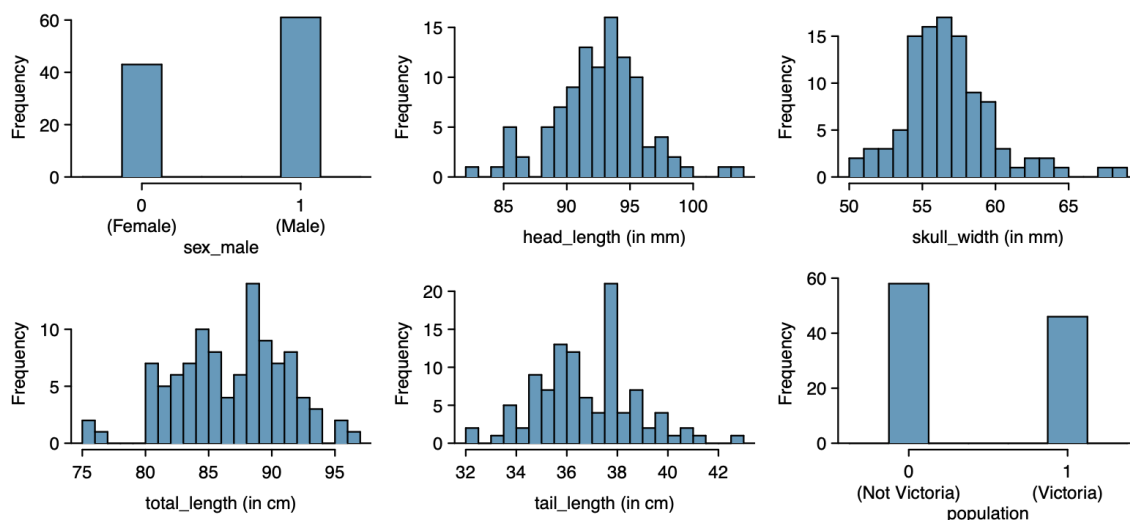 Frequency
60
40
20
0
0
(Female)
1
(Male)
sex_male
Frequency
15
10
5
0
85
90
95
100
head_length (in mm)
Frequency
15
10
5
0
50
55
60
65
skull_width (in mm)
Frequency
10
5
0
75
80
85
90
95
total_length (in cm)
Frequency
20
15
10
5
0
32
34
36
38
40
42
tail_length (in cm)
Frequency
60
40
20
0
0
(Not Victoria)
1
(Victoria)
population